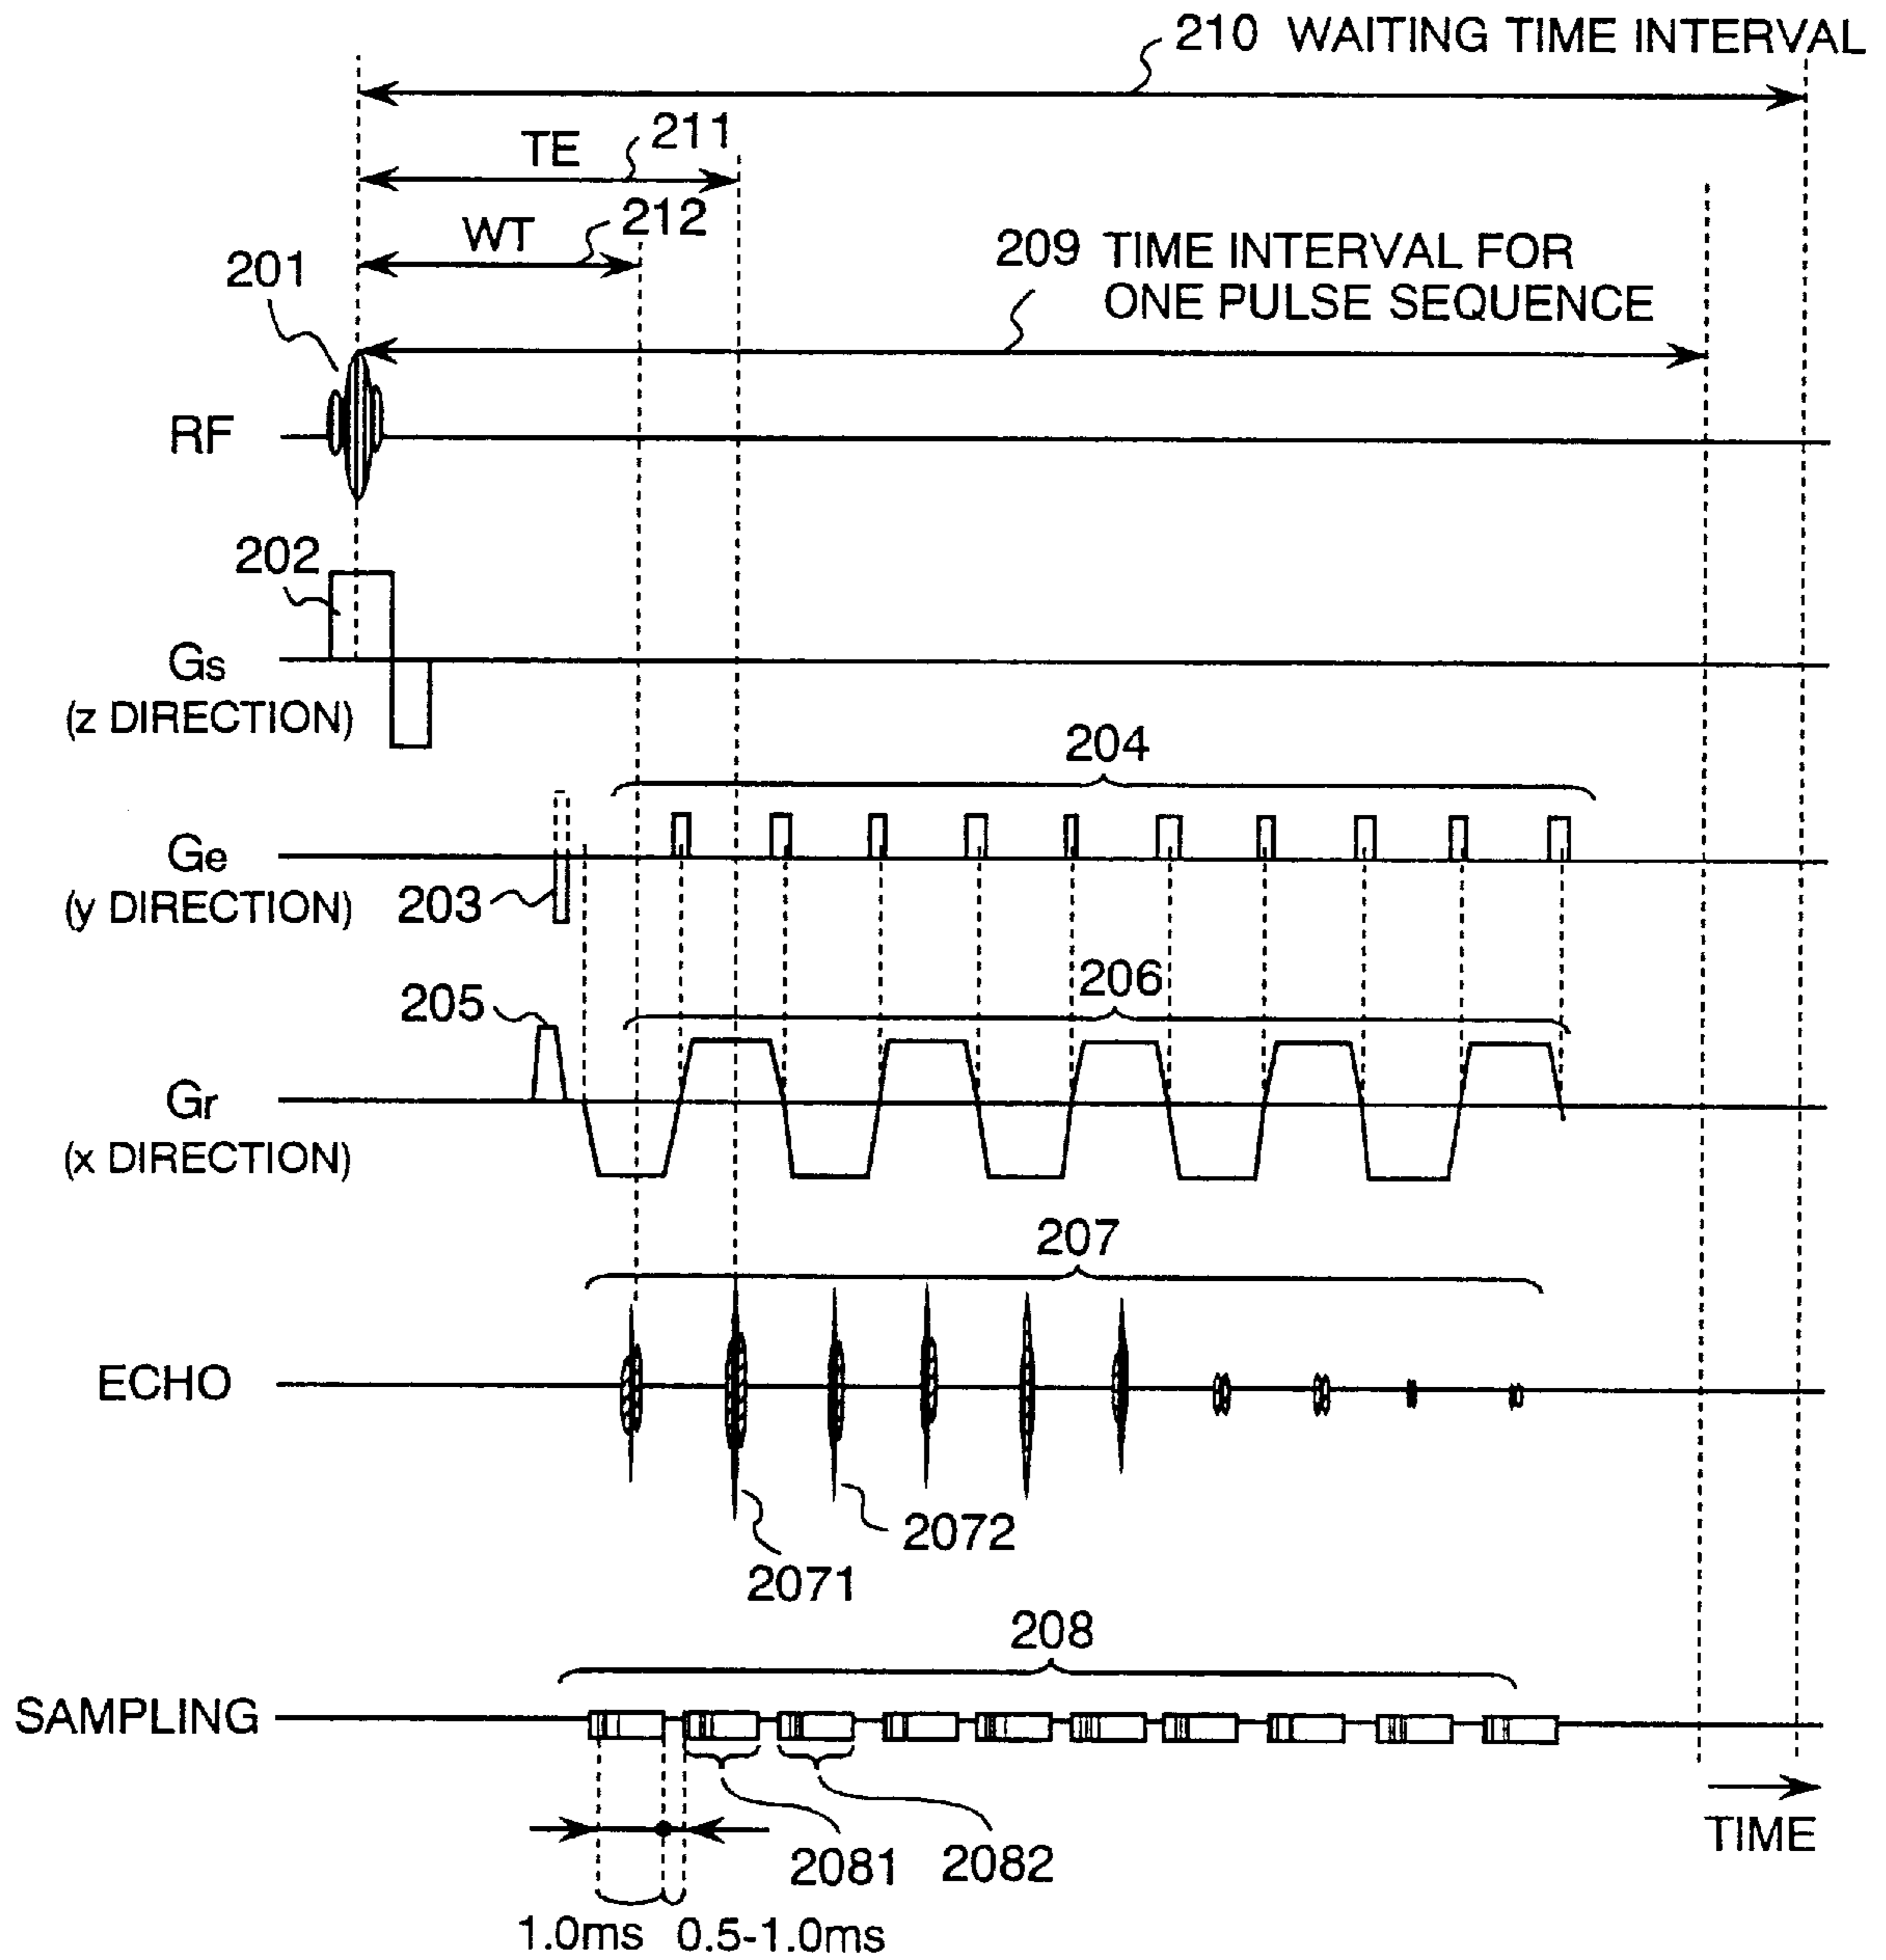 210 WAITING TIME INTERVAL
TE
211
WT
212
209 TIME INTERVAL FOR
ONE PULSE SEQUENCE
201
RF
202
Gs
(z DIRECTION)
204
Ge
(y DIRECTION)
203
205
206
Gr
(x DIRECTION)
207
ECHO
2072
2071
208
SAMPLING
TIME
2081
2082
1.0ms
0.5-1.0ms